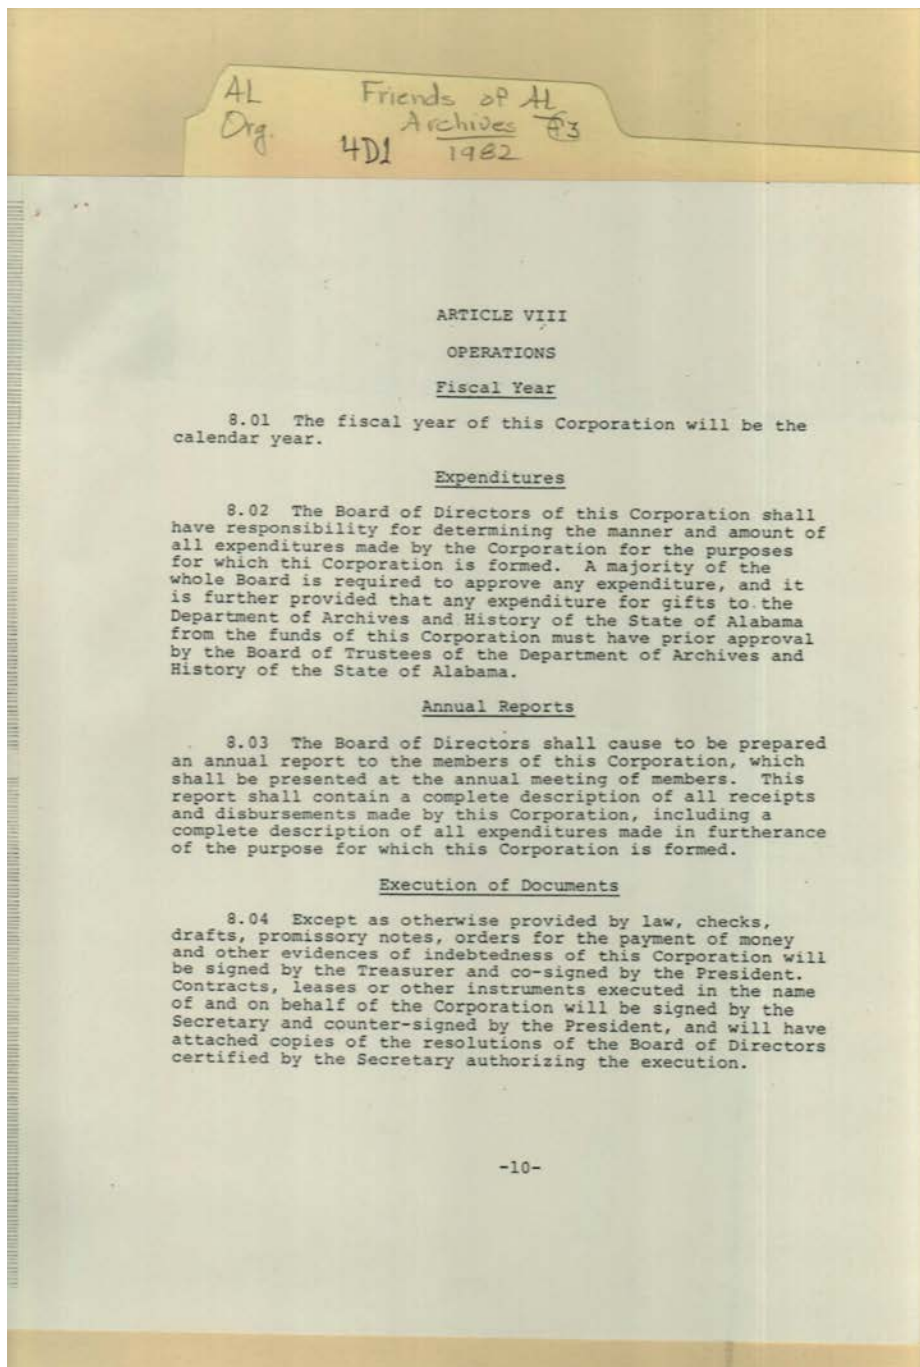 AL Friends of AL
Org. Archives #3
4D1 1982
ARTICLE VIII
OPERATIONS
Fiscal Year
8.01 The fiscal year of this Corporation will be the
calendar year.
Expenditures
8.02 The Board of Directors of this Corporation shall
have responsibility for determining the manner and amount of
all expenditures made by the Corporation for the purposes
for which thi Corporation is formed. A majority of the
whole Board is required to approve any expenditure, and it
is further provided that any expenditure for gifts to the
Department of Archives and History of the State of Alabama
from the funds of this Corporation must have prior approval
by the Board of Trustees of the Department of Archives and
History of the State of Alabama.
Annual Reports
8.03 The Board of Directors shall cause to be prepared
an annual report to the members of this Corporation, which
shall be presented at the annual meeting of members. This
report shall contain a complete description of all receipts
and disbursements made by this Corporation, including a
complete description of all expenditures made in furtherance
of the purpose for which this Corporation is formed.
Execution of Documents
8.04 Except as otherwise provided by law, checks,
drafts, promissory notes, orders for the payment of money
and other evidences of indebtedness of this Corporation will
be signed by the Treasurer and co-signed by the President.
Contracts, leases or other instruments executed in the name
of and on behalf of the Corporation will be signed by the
Secretary and counter-signed by the President, and will have
attached copies of the resolutions of the Board of Directors
certified by the Secretary authorizing the execution.
-10-